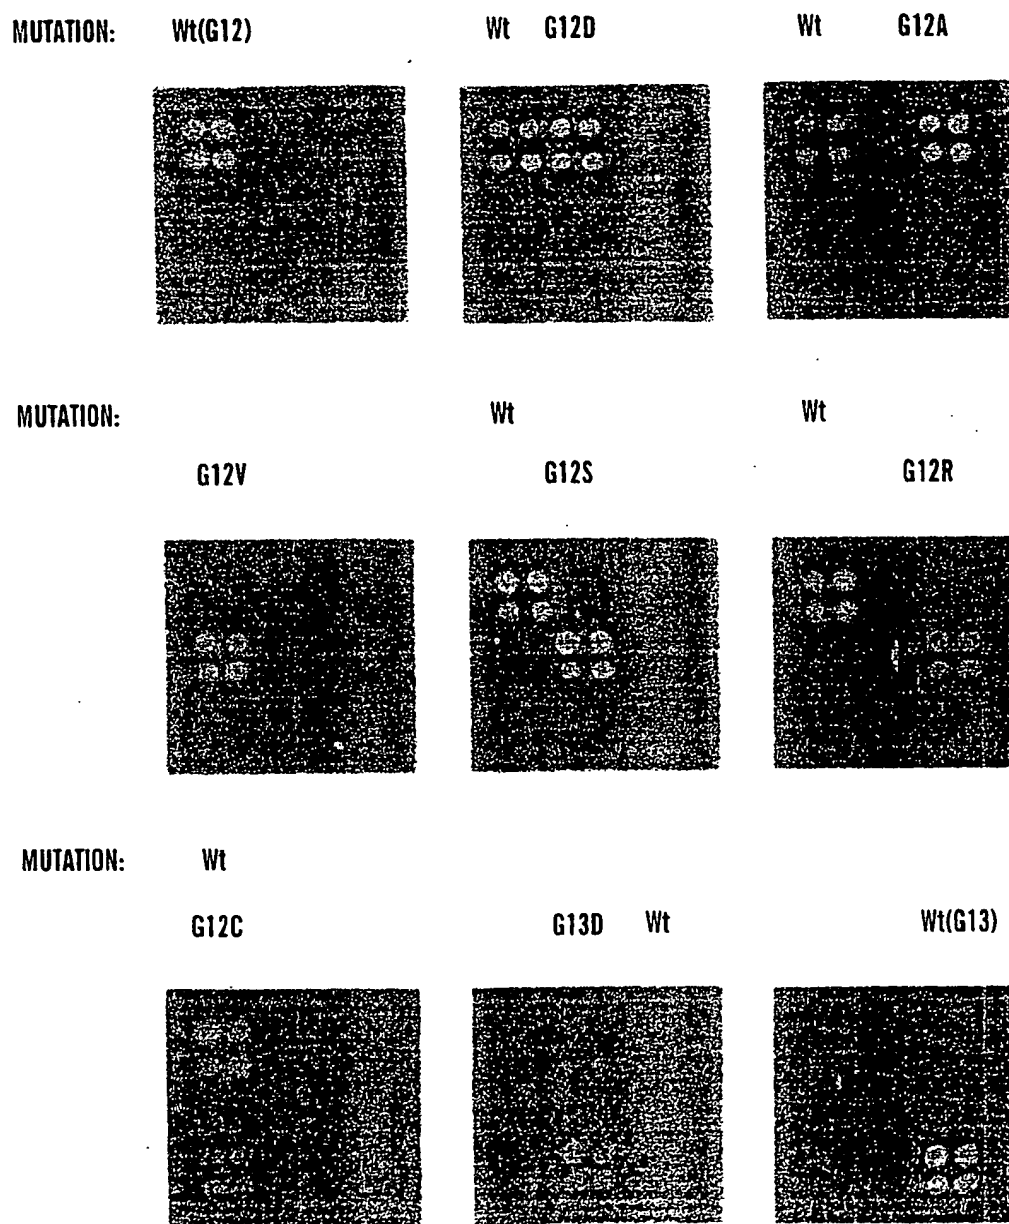 MUTATION: Wt(G12) Wt G12D Wt G12A
MUTATION: Wt Wt
G12V G12S G12R
MUTATION: Wt
G12C G13D Wt Wt(G13)